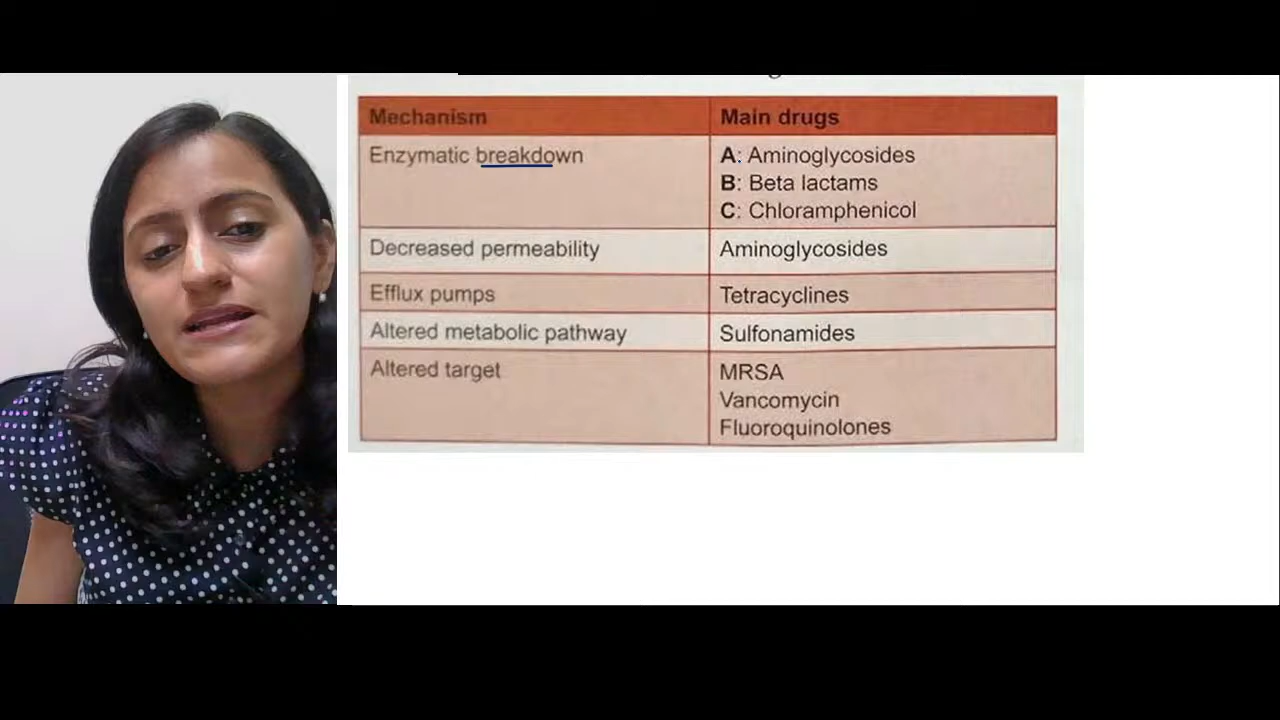 Mechanism Main drugs
Enzymatic breakdown A: Aminoglycosides
B: Beta lactams
C: Chloramphenicol
Decreased permeability Aminoglycosides
Efflux pumps Tetracyclines
Altered metabolic pathway Sulfonamides
Altered target MRSA
Vancomycin
Fluoroquinolones